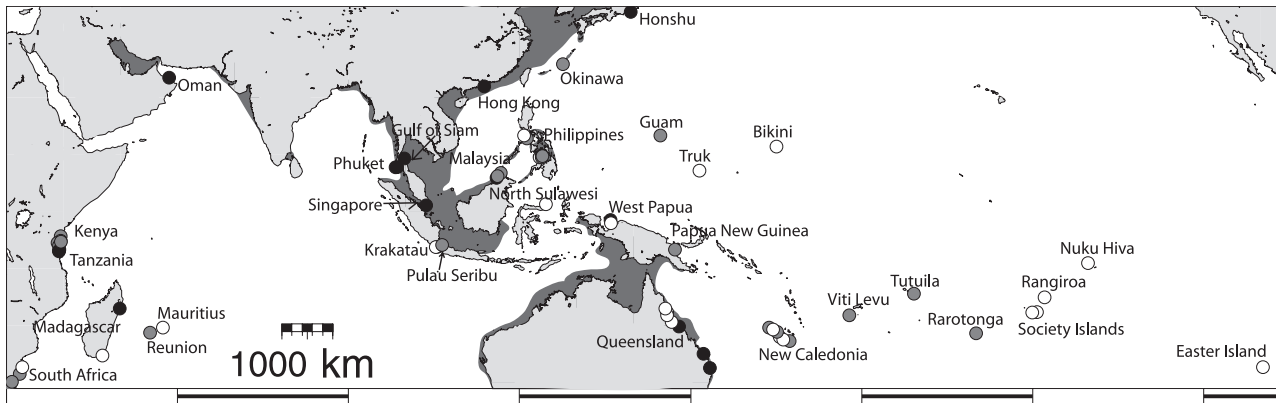 Honshu
Oman
Okinawa
Hong Kong
Gulf of Siam
Philippines
Guam
Bikini
Phuket
Malaysia
Truk
Singapore
North Sulawesi
West Papua
Kenya
Tanzania
Krakatau
Pulau Seribu
Papua New Guinea
Nuku Hiva
Rangiroa
Tutuila
Viti Levu
Mauritius
Madagascar
Reunion
1000 km
Queensland
New Caledonia
Rarotonga
Society Islands
Easter Island
South Africa